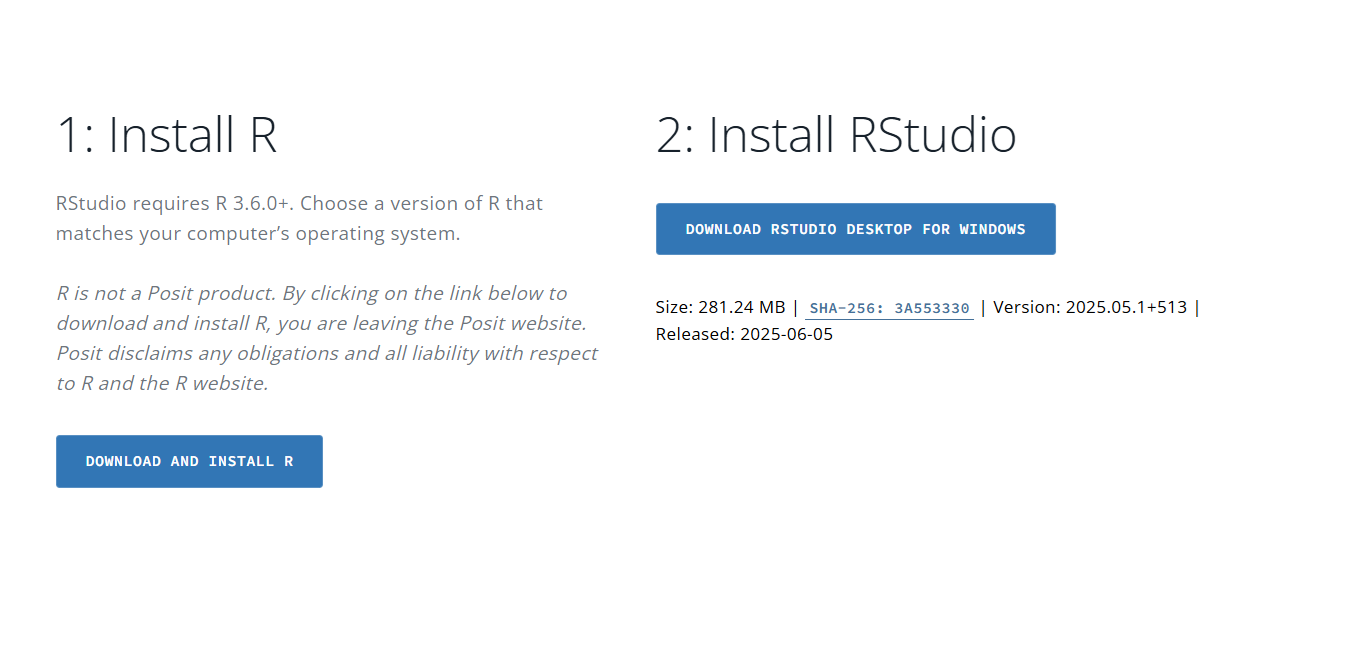 1: Install R
RStudio requires R 3.6.0+. Choose a version of R that
matches your computer’s operating system.
R is not a Posit product. By clicking on the link below to
download and install R, you are leaving the Posit website.
Posit disclaims any obligations and all liability with respect
to R and the R website.
DOWNLOAD AND INSTALL R
2: Install RStudio
DOWNLOAD RSTUDIO DESKTOP FOR WINDOWS
Size: 281.24 MB | SHA-256: 3A553330 | Version: 2025.05.1+513 |
Released: 2025-06-05